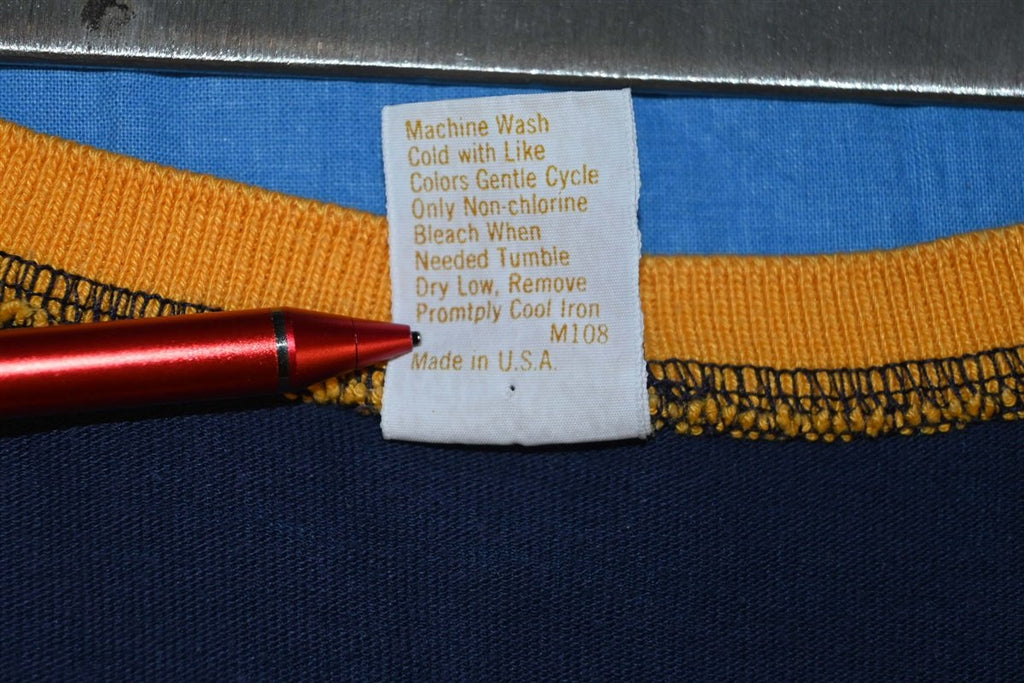 Machine Wash
Cold with Like
Colors Gentle Cycle
Only Non-chlorine
Bleach When
Needed Tumble
Dry Low, Remove
Promtply Cool Iron
M108
Made in U.S.A.